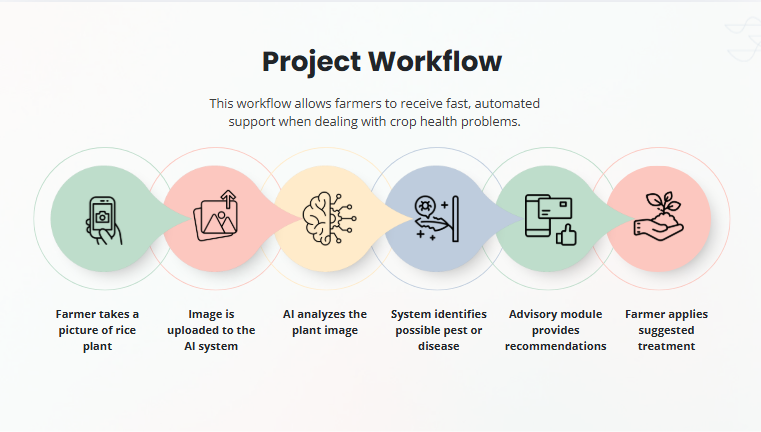 Project Workflow
This workflow allows farmers to receive fast, automated
support when dealing with crop health problems.
Farmer takes a
picture of rice
plant
Image is
uploaded to the
AI system
AI analyzes the
plant image
System identifies
possible pest or
disease
Advisory module
provides
recommendations
Farmer applies
suggested
treatment